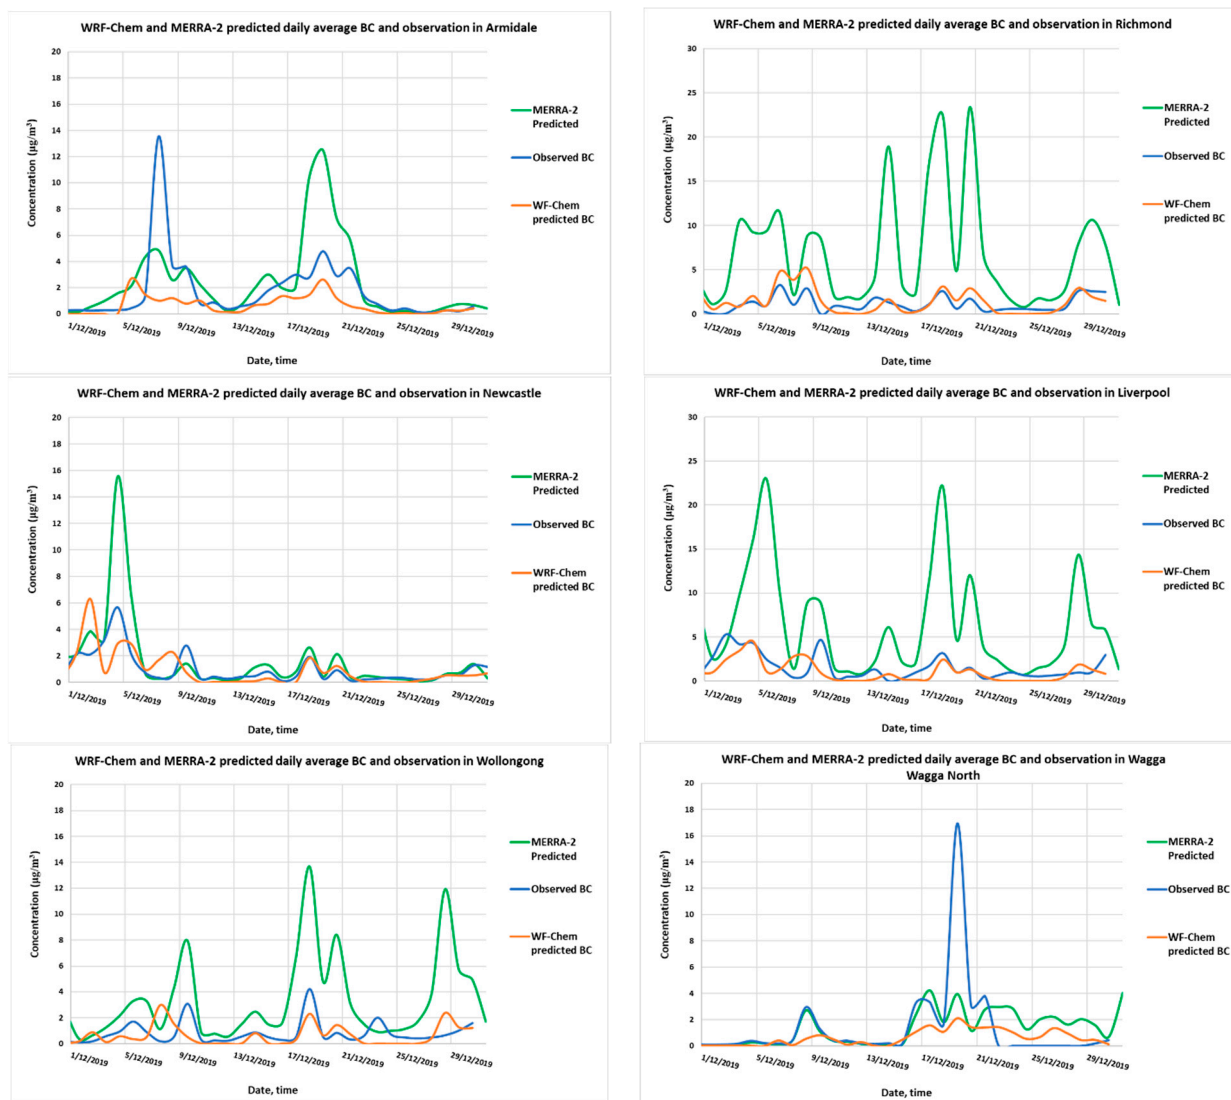 WRF-Chem and MERRA-2 predicted daily average BC and observation in Armidale
20
18
16
14
12
10
8
6
4
2
0
Concentration (µg/m³)
1/12/2019
5/12/2019
9/12/2019
13/12/2019
17/12/2019
21/12/2019
25/12/2019
29/12/2019
Date, time
MERRA-2
Predicted
Observed BC
WF-Chem
predicted BC
WRF-Chem and MERRA-2 predicted daily average BC and observation in Richmond
30
25
20
15
10
5
0
Concentration (µg/m³)
1/12/2019
5/12/2019
9/12/2019
13/12/2019
17/12/2019
21/12/2019
25/12/2019
29/12/2019
Date, time
MERRA-2
Predicted
Observed BC
WF-Chem
predicted BC
WRF-Chem and MERRA-2 predicted daily average BC and observation in Newcastle
20
18
16
14
12
10
8
6
4
2
0
Concentration (µg/m³)
1/12/2019
5/12/2019
9/12/2019
13/12/2019
17/12/2019
21/12/2019
25/12/2019
29/12/2019
Date, time
MERRA-2
Predicted
Observed BC
WRF-Chem
predicted BC
WRF-Chem and MERRA-2 predicted daily average BC and observation in Liverpool
30
25
20
15
10
5
0
Concentration (µg/m³)
1/12/2019
5/12/2019
9/12/2019
13/12/2019
17/12/2019
21/12/2019
25/12/2019
29/12/2019
Date, time
MERRA-2
Predicted
Observed BC
WF-Chem
predicted BC
WRF-Chem and MERRA-2 predicted daily average BC and observation in Wollongong
20
18
16
14
12
10
8
6
4
2
0
Concentration (µg/m³)
1/12/2019
5/12/2019
9/12/2019
13/12/2019
17/12/2019
21/12/2019
25/12/2019
29/12/2019
Date, time
MERRA-2
Predicted
Observed BC
WF-Chem
predicted BC
WRF-Chem and MERRA-2 predicted daily average BC and observation in Wagga
Wagga North
20
18
16
14
12
10
8
6
4
2
0
Concentration (µg/m³)
1/12/2019
5/12/2019
9/12/2019
13/12/2019
17/12/2019
21/12/2019
25/12/2019
29/12/2019
Date, time
MERRA-2
Predicted
Observed BC
WF-Chem
predicted BC